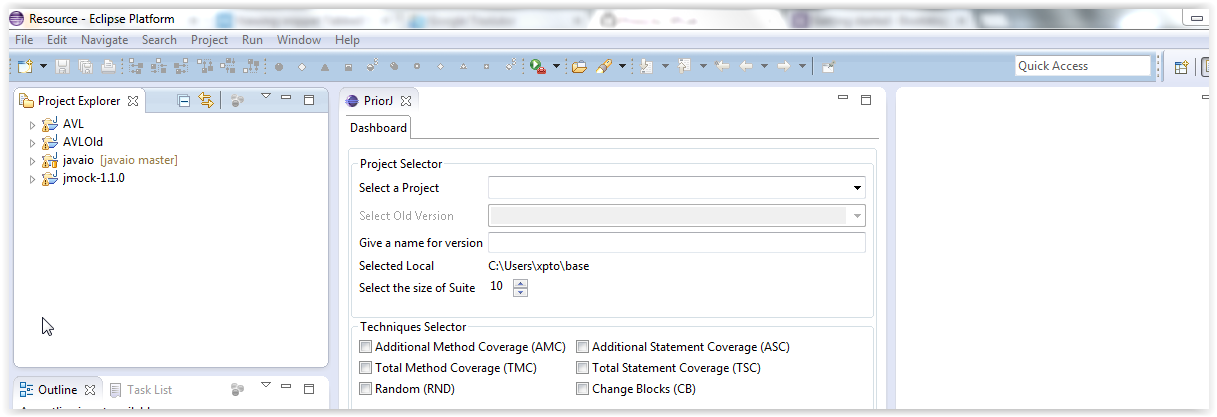 Resource - Eclipse Platform
File Edit Navigate Search Project Run Window Help
Quick Access
Project Explorer
AVL
AVLOld
javaio [javaio master]
jmock-1.1.0
Outline Task List
PriorJ
Dashboard
Project Selector
Select a Project
Select Old Version
Give a name for version
Selected Local C:\Users\xpto\base
Select the size of Suite 10
Techniques Selector
Additional Method Coverage (AMC) Additional Statement Coverage (ASC)
Total Method Coverage (TMC) Total Statement Coverage (TSC)
Random (RND) Change Blocks (CB)